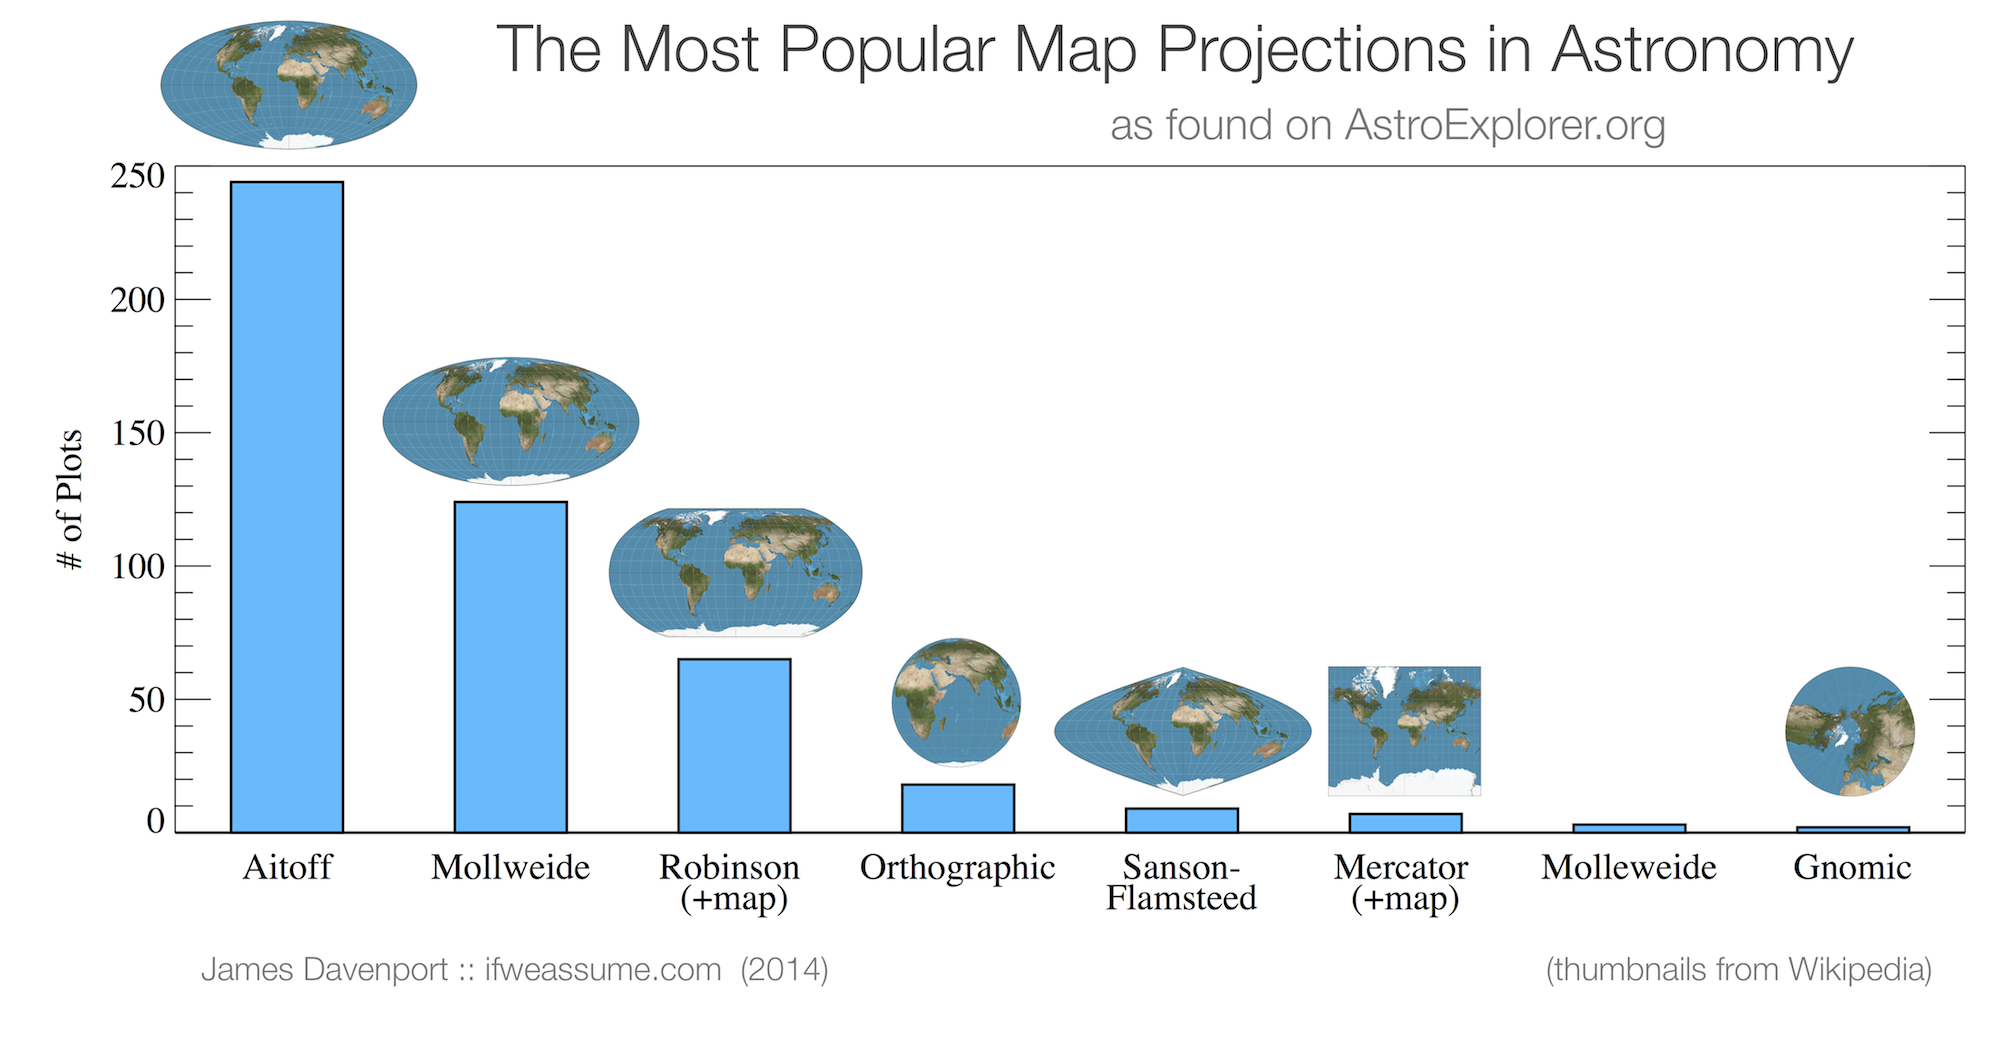 The Most Popular Map Projections in Astronomy
as found on AstroExplorer.org
250
200
150
100
50
0
# of Plots
Aitoff
Mollweide
Robinson
(+map)
Orthographic
Sanson-
Flamsteed
Mercator
(+map)
Molleweide
Gnomic
James Davenport :: ifweassume.com (2014)
(thumbnails from Wikipedia)